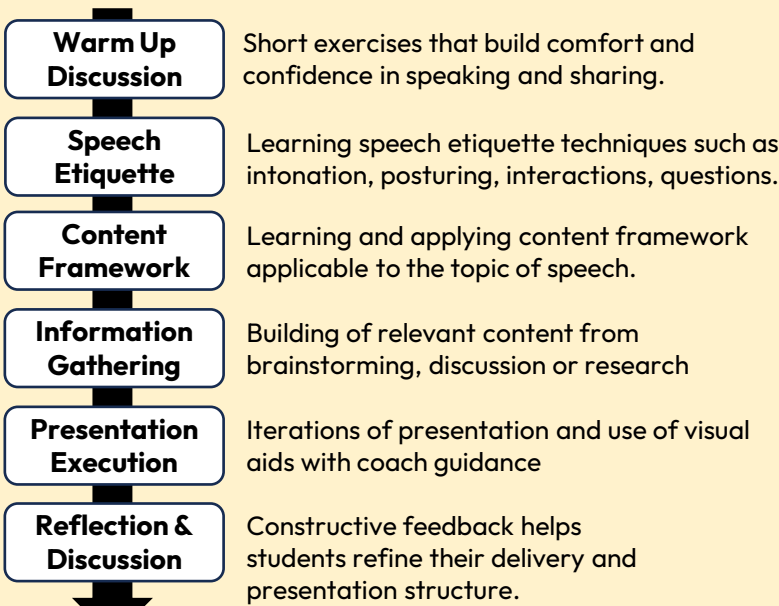 Warm Up
Discussion
Short exercises that build comfort and
confidence in speaking and sharing.
Speech
Etiquette
Learning speech etiquette techniques such as
intonation, posturing, interactions, questions.
Content
Framework
Learning and applying content framework
applicable to the topic of speech.
Information
Gathering
Building of relevant content from
brainstorming, discussion or research
Presentation
Execution
Iterations of presentation and use of visual
aids with coach guidance
Reflection &
Discussion
Constructive feedback helps
students refine their delivery and
presentation structure.